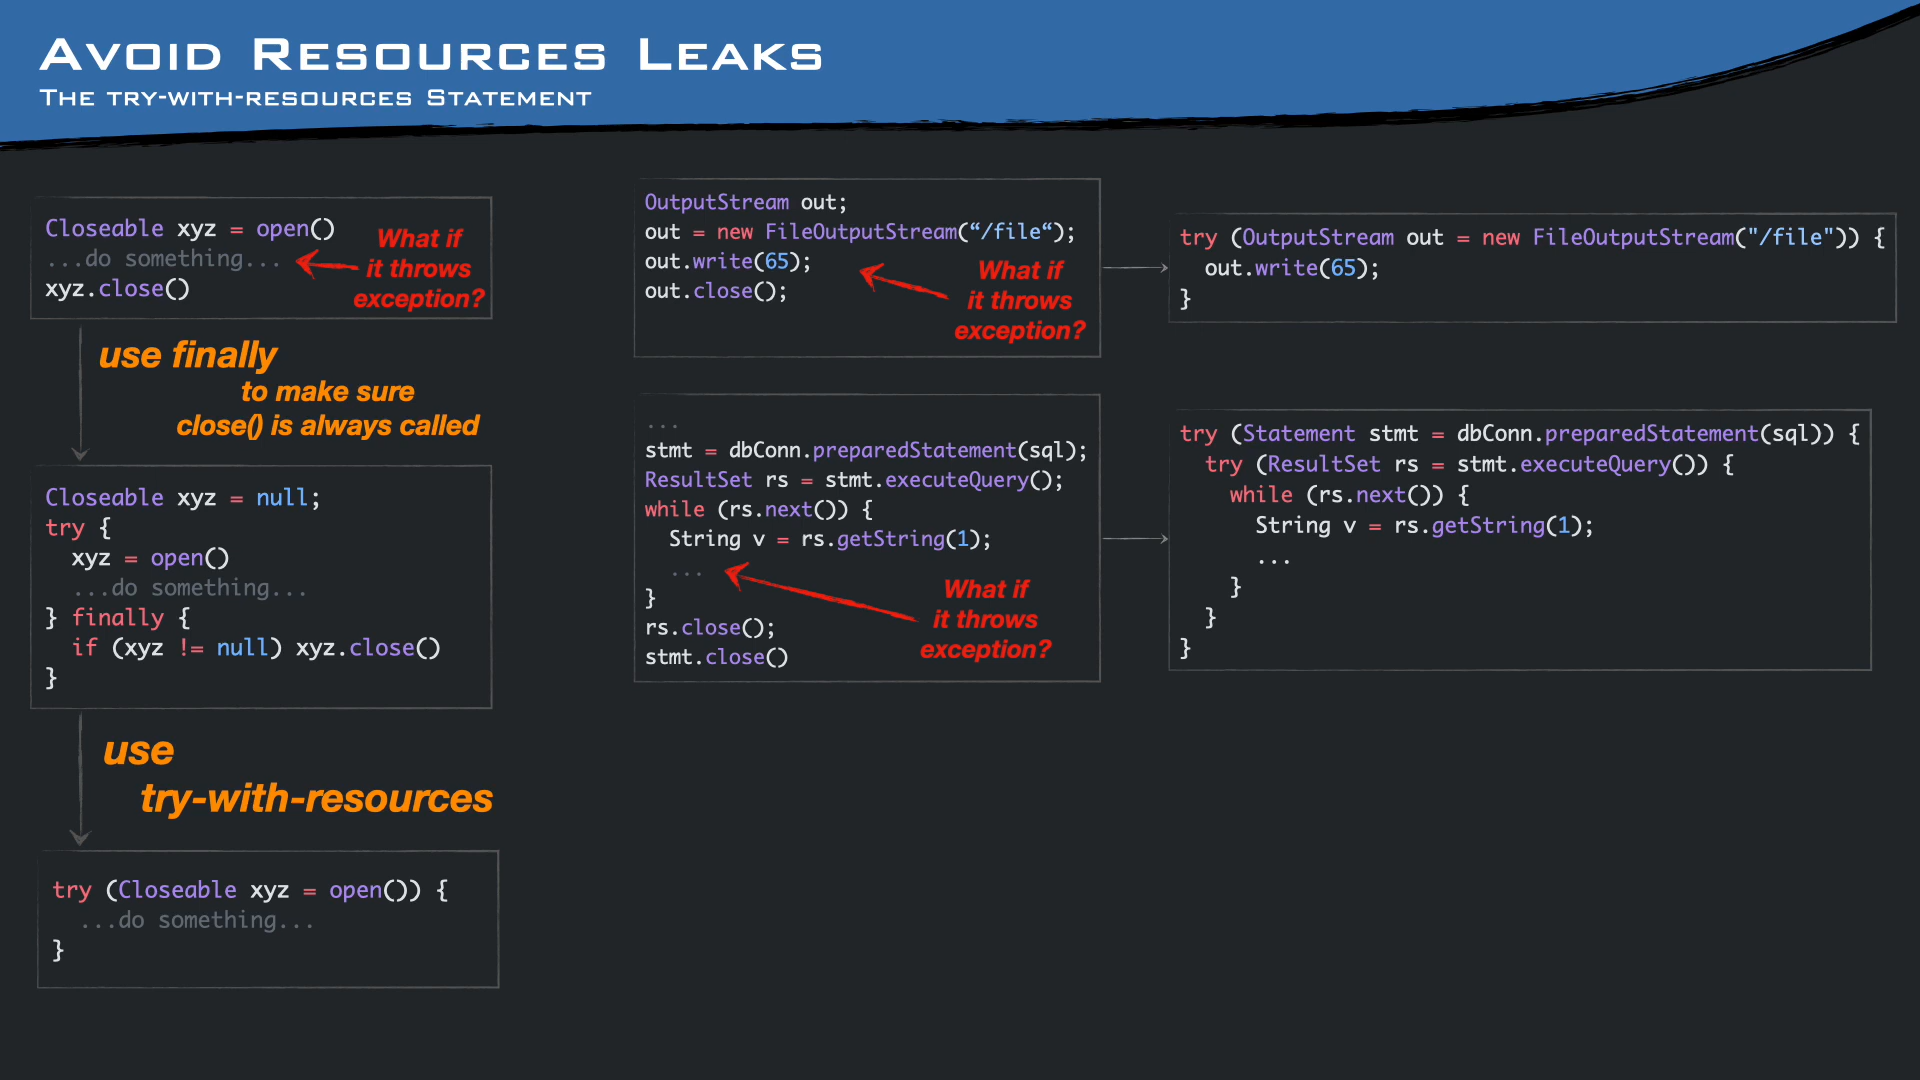 Avoid Resources Leaks
The try-with-resources Statement
Closeable xyz = open()
...do something...
xyz.close()
What if
it throws
exception?
use finally
to make sure
close() is always called
Closeable xyz = null;
try {
  xyz = open()
  ...do something...
} finally {
  if (xyz != null) xyz.close()
}
use
try-with-resources
try (Closeable xyz = open()) {
  ...do something...
}
OutputStream out;
out = new FileOutputStream(“/file“);
out.write(65);
out.close();
What if
it throws
exception?
try (OutputStream out = new FileOutputStream("/file")) {
  out.write(65);
}
...
stmt = dbConn.preparedStatement(sql);
ResultSet rs = stmt.executeQuery();
while (rs.next()) {
  String v = rs.getString(1);
  ...
}
rs.close();
stmt.close()
What if
it throws
exception?
try (Statement stmt = dbConn.preparedStatement(sql)) {
  try (ResultSet rs = stmt.executeQuery()) {
    while (rs.next()) {
      String v = rs.getString(1);
      ...
    }
  }
}